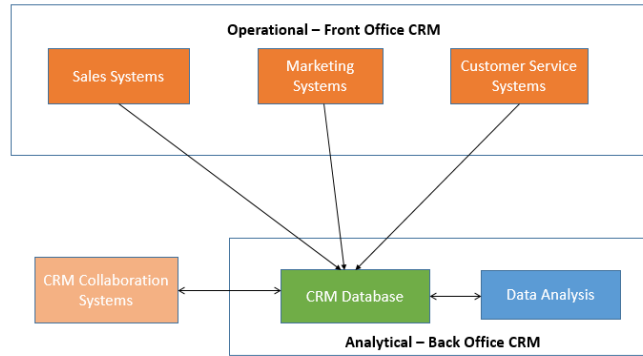 Operational – Front Office CRM
Sales Systems
Marketing
Systems
Customer Service
Systems
CRM Collaboration
Systems
CRM Database
Data Analysis
Analytical – Back Office CRM